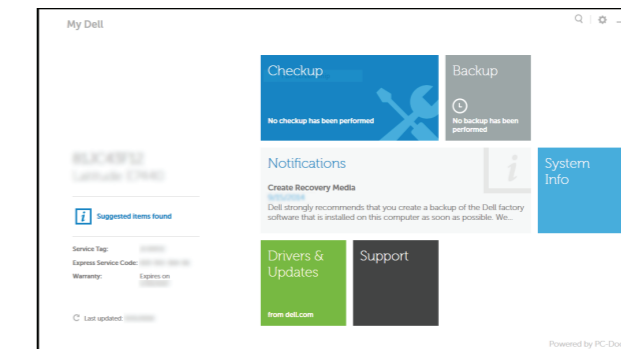 My Dell
Checkup
No checkup has been performed
Backup
No backup has been
performed
Notifications
Create Recovery Media
Dell strongly recommends that you create a backup of the Dell factory
software that is installed on this computer as soon as possible. We...
System
Info
i Suggested items found
Service Tag:
Express Service Code:
Warranty: Expires on
Last updated:
Drivers &
Updates
from dell.com
Support
Powered by PC-Doc